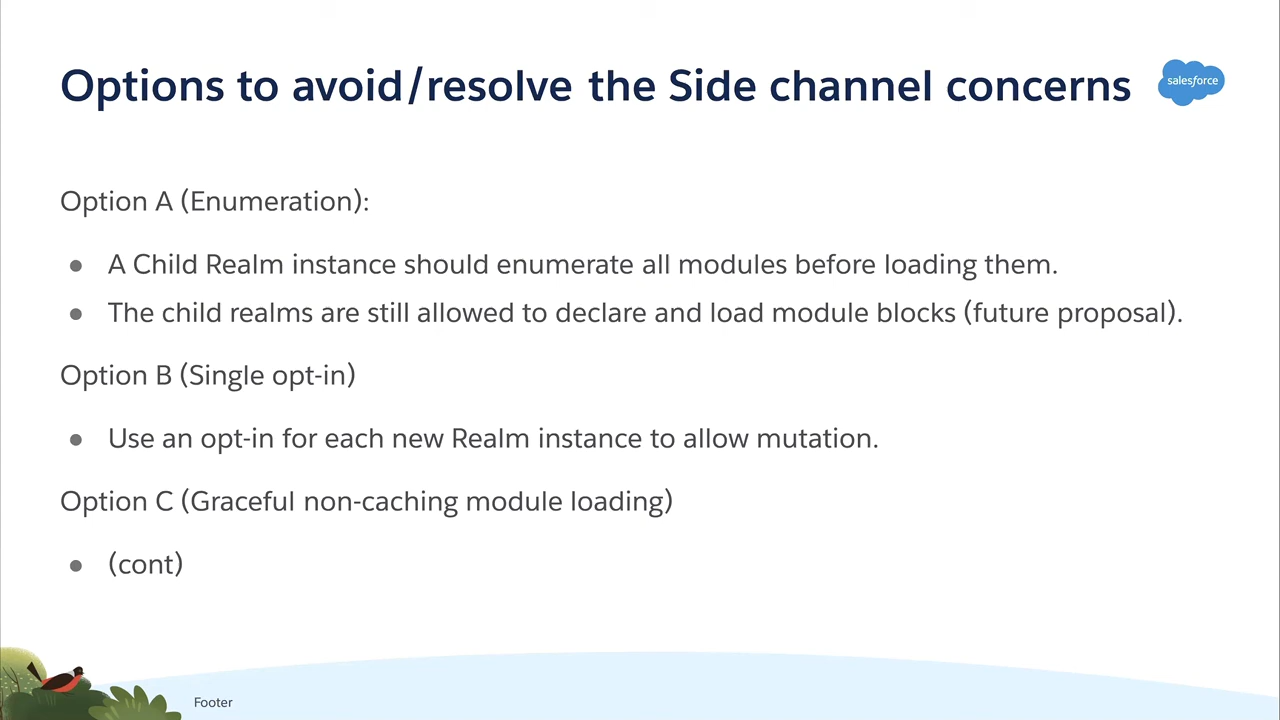 Options to avoid/resolve the Side channel concerns
salesforce
Option A (Enumeration):
● A Child Realm instance should enumerate all modules before loading them.
● The child realms are still allowed to declare and load module blocks (future proposal).
Option B (Single opt-in)
● Use an opt-in for each new Realm instance to allow mutation.
Option C (Graceful non-caching module loading)
● (cont)
Footer